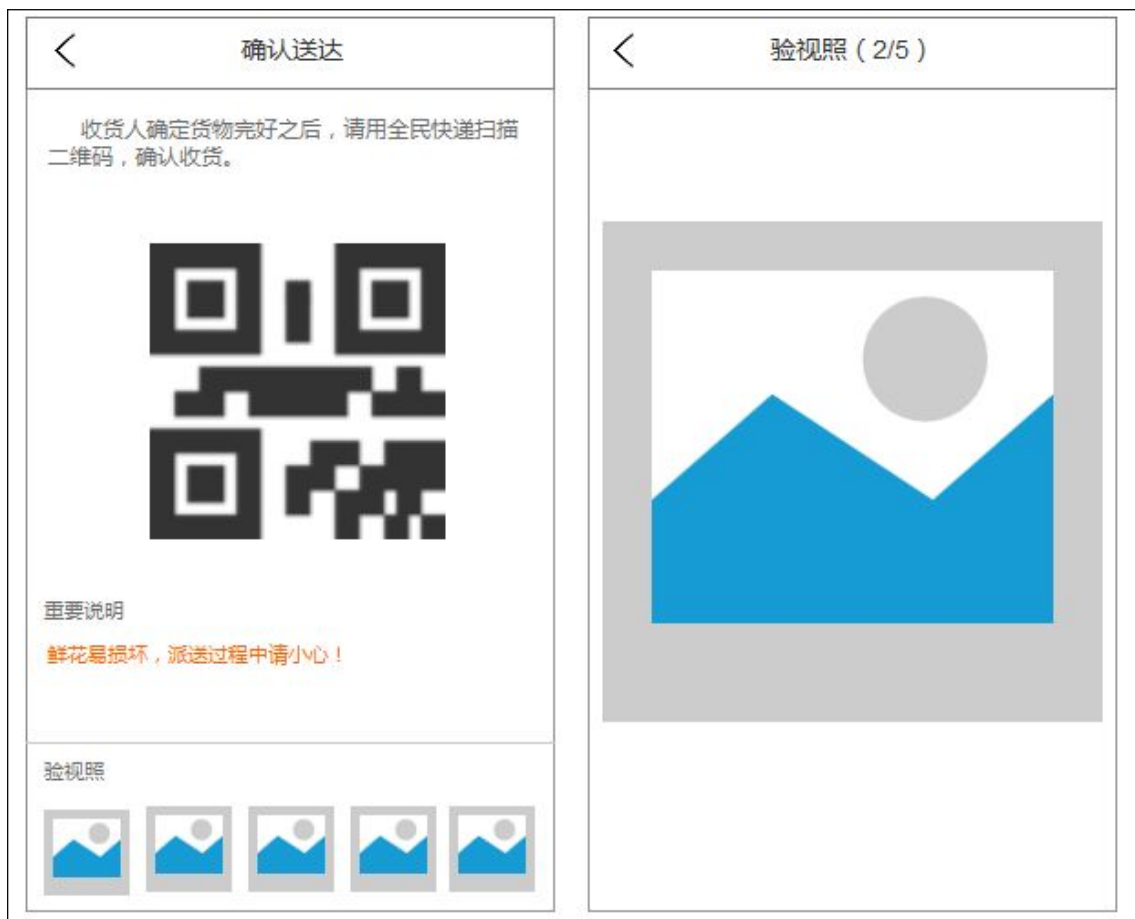 确认送达
收货人确定货物完好之后，请用全民快递扫描
二维码，确认收货。
重要说明
鲜花易损坏，派送过程中请小心！
验视照
验视照（2/5）